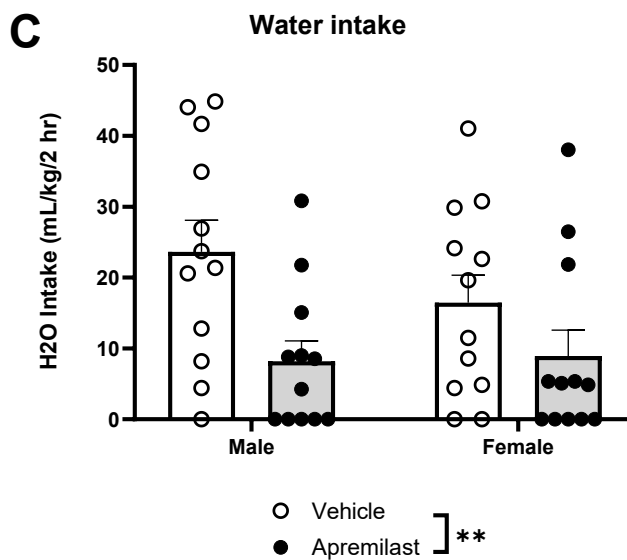 C
Water intake
H2O Intake (mL/kg/2 hr)
50
40
30
20
10
0
Male Female
Vehicle
Apremilast
**